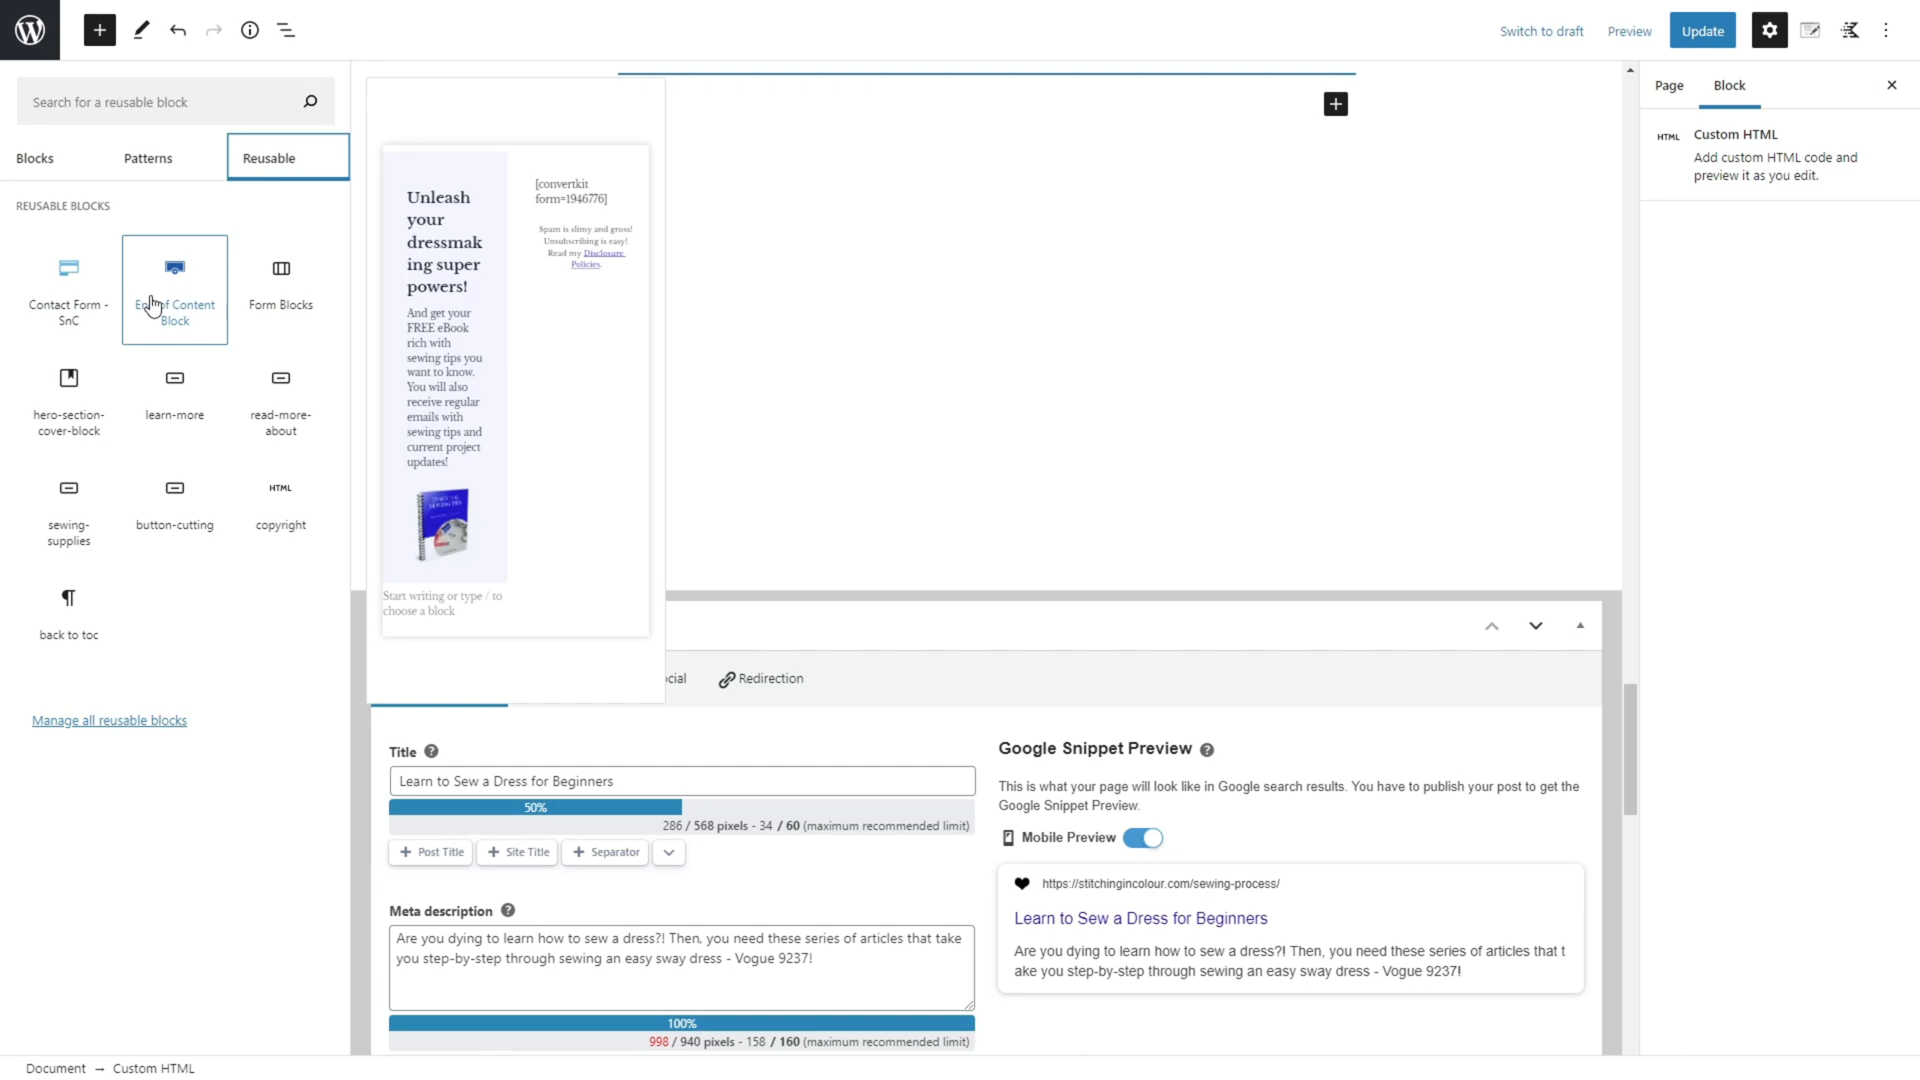 Switch to draft
Preview
Update
Search for a reusable block
Blocks
Patterns
Reusable
REUSABLE BLOCKS
Contact Form -
SnC
of Content
Block
Form Blocks
hero-section-
cover-block
learn-more
read-more-
about
sewing-
supplies
button-cutting
HTML
copyright
back to toc
Manage all reusable blocks
Unleash
your
dressmak
ing super
powers!
And get your
FREE eBook
rich with
sewing tips you
want to know.
You will also
receive regular
emails with
sewing tips and
current project
updates!
Start writing or type / to
choose a block
[convertkit
form=1946776]
Spam is slimy and gross!
Unsubscribing is easy!
Read my Disclosure
Policies.
Page
Block
HTML
Custom HTML
Add custom HTML code and
preview it as you edit.
cial
Redirection
Title
Learn to Sew a Dress for Beginners
50%
286 / 568 pixels - 34 / 60 (maximum recommended limit)
Post Title
Site Title
Separator
Meta description
Are you dying to learn how to sew a dress?! Then, you need these series of articles that take
you step-by-step through sewing an easy sway dress - Vogue 9237!
100%
998 / 940 pixels - 158 / 160 (maximum recommended limit)
Google Snippet Preview
This is what your page will look like in Google search results. You have to publish your post to get the
Google Snippet Preview.
Mobile Preview
https://stitchingincolour.com/sewing-process/
Learn to Sew a Dress for Beginners
Are you dying to learn how to sew a dress?! Then, you need these series of articles that t
ake you step-by-step through sewing an easy sway dress - Vogue 9237!
Document → Custom HTML